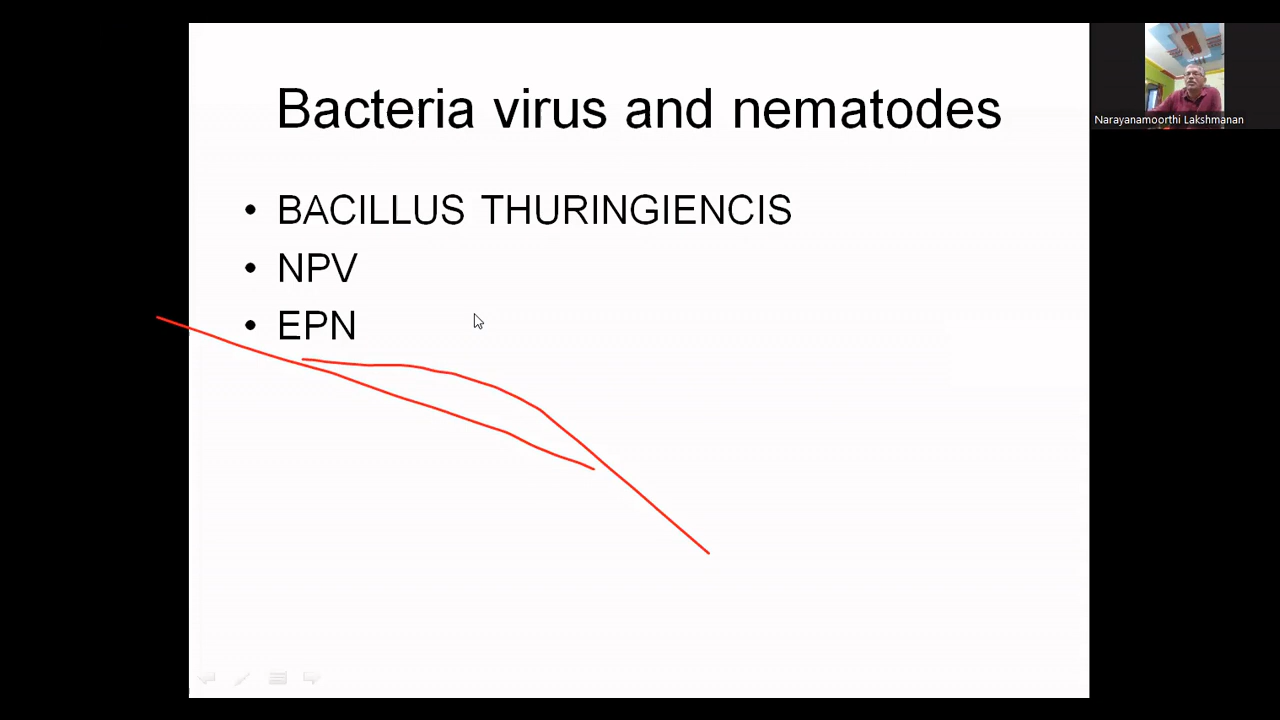 Bacteria virus and nematodes
• BACILLUS THURINGIENCIS
• NPV
• EPN
Narayanamoorthi Lakshmanan